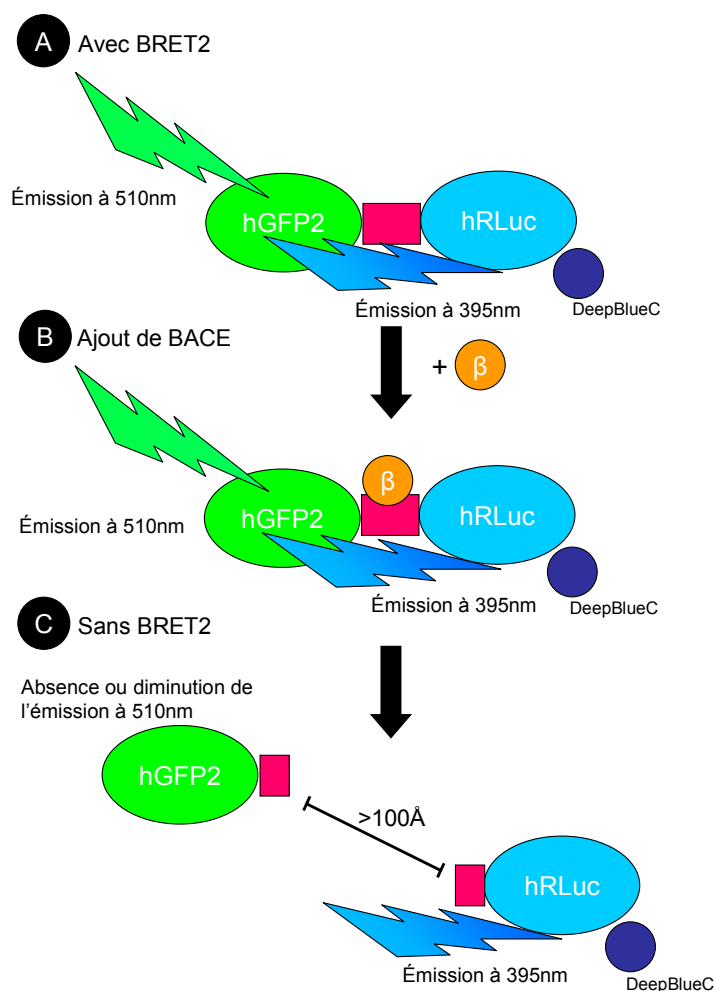 A Avec BRET2
Émission à 510nm
hGFP2
hRLuc
Émission à 395nm
DeepBlueC
B Ajout de BACE
+ β
β
Émission à 510nm
hGFP2
hRLuc
Émission à 395nm
DeepBlueC
C Sans BRET2
Absence ou diminution de
l’émission à 510nm
hGFP2
>100Å
hRLuc
Émission à 395nm
DeepBlueC